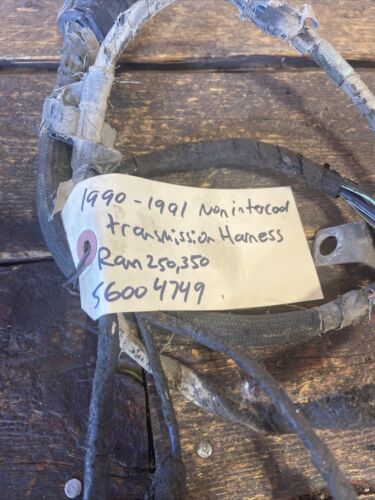 1990-1991 Nonintercool
transmission Harness
Ram 250,350
56004749